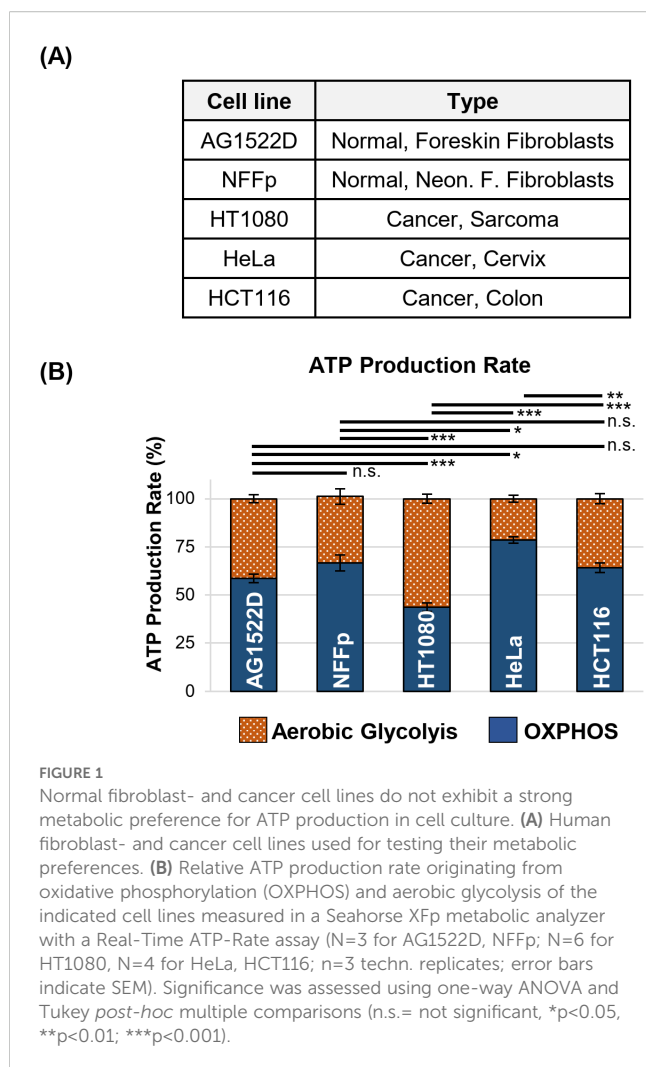 (A)
Cell line Type
AG1522D Normal, Foreskin Fibroblasts
NFFp Normal, Neon. F. Fibroblasts
HT1080 Cancer, Sarcoma
HeLa Cancer, Cervix
HCT116 Cancer, Colon
(B)
ATP Production Rate
**
***
***
n.s.
*
***
n.s.
*
***
n.s.
ATP Production Rate (%)
100
75
50
25
0
AG1522D
NFFp
HT1080
HeLa
HCT116
Aerobic Glycolyis OXPHOS
FIGURE 1
Normal fibroblast- and cancer cell lines do not exhibit a strong
metabolic preference for ATP production in cell culture. (A) Human
fibroblast- and cancer cell lines used for testing their metabolic
preferences. (B) Relative ATP production rate originating from
oxidative phosphorylation (OXPHOS) and aerobic glycolysis of the
indicated cell lines measured in a Seahorse XFp metabolic analyzer
with a Real-Time ATP-Rate assay (N=3 for AG1522D, NFFp; N=6 for
HT1080, N=4 for HeLa, HCT116; n=3 techn. replicates; error bars
indicate SEM). Significance was assessed using one-way ANOVA and
Tukey post-hoc multiple comparisons (n.s.= not significant, *p<0.05,
**p<0.01; ***p<0.001).